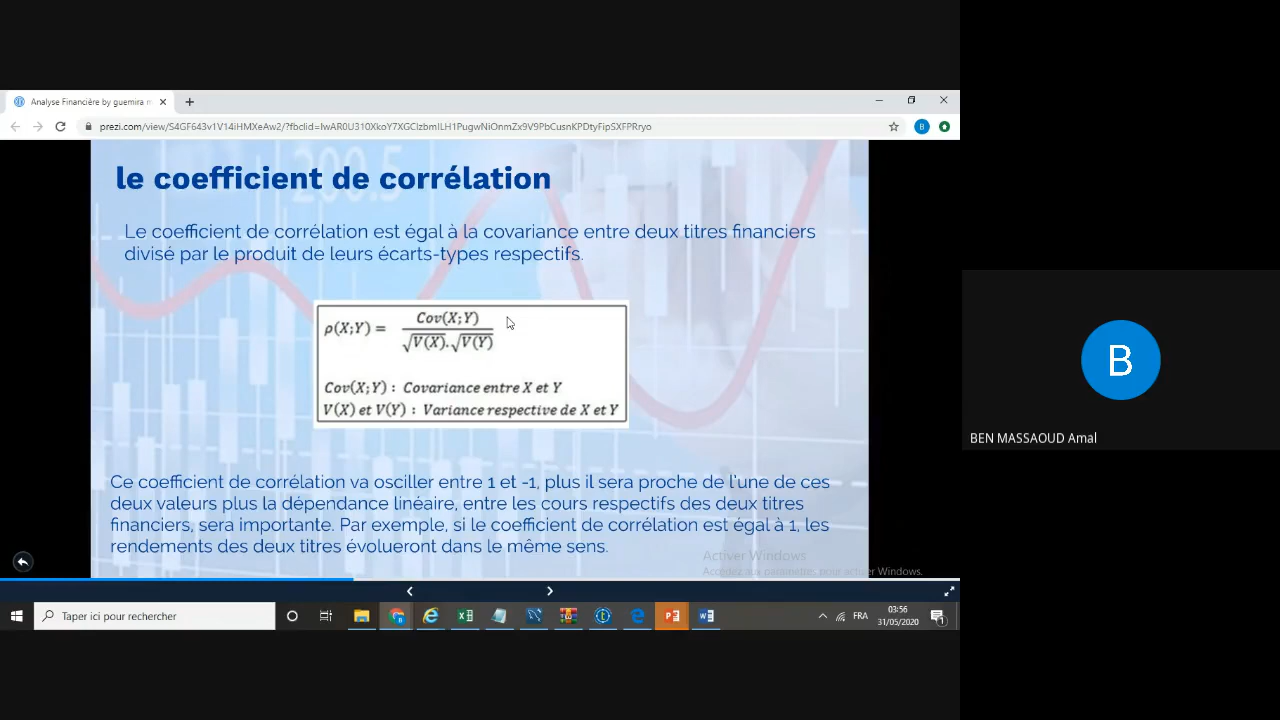 Analyse Financière by guemira m
prezi.com/view/S4GF643v1V14iHMXeAw2/?fbclid=IwAR0U310XkoY7XGCIzbmILH1PugwNiOnmZx9V9PbCusnKPDtyFipSXFPRryo
B
200.5
le coefficient de corrélation
Le coefficient de corrélation est égal à la covariance entre deux titres financiers
divisé par le produit de leurs écarts-types respectifs.
ρ(X;Y) = Cov(X;Y) / √V(X).√V(Y)
Cov(X;Y) : Covariance entre X et Y
V(X) et V(Y) : Variance respective de X et Y
Ce coefficient de corrélation va osciller entre 1 et -1, plus il sera proche de l'une de ces
deux valeurs plus la dépendance linéaire, entre les cours respectifs des deux titres
financiers, sera importante. Par exemple, si le coefficient de corrélation est égal à 1, les
rendements des deux titres évolueront dans le même sens.
Activer Windows
Accédez aux paramètres pour activer Windows.
Taper ici pour rechercher
FRA
03:56
31/05/2020
1
B
BEN MASSAOUD Amal